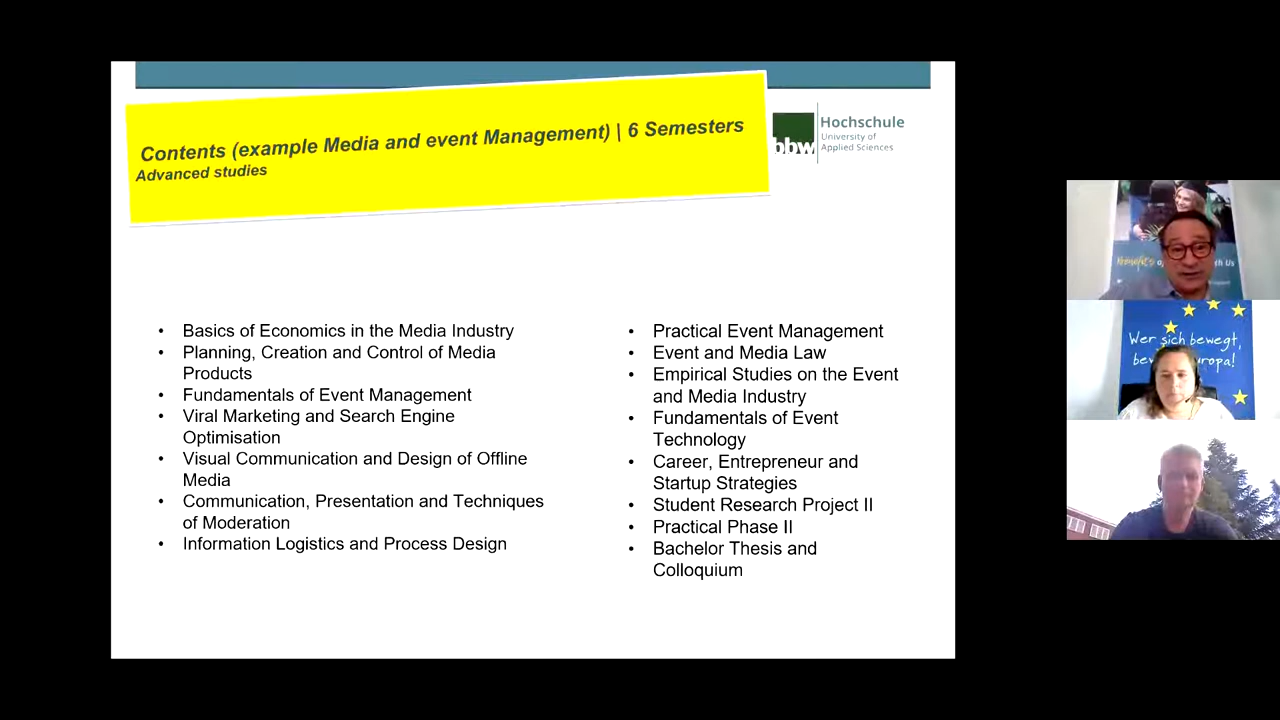 Contents (example Media and event Management) | 6 Semesters
Advanced studies
bbw
Hochschule
University of
Applied Sciences
• Basics of Economics in the Media Industry
• Planning, Creation and Control of Media
Products
• Fundamentals of Event Management
• Viral Marketing and Search Engine
Optimisation
• Visual Communication and Design of Offline
Media
• Communication, Presentation and Techniques
of Moderation
• Information Logistics and Process Design
• Practical Event Management
• Event and Media Law
• Empirical Studies on the Event
and Media Industry
• Fundamentals of Event
Technology
• Career, Entrepreneur and
Startup Strategies
• Student Research Project II
• Practical Phase II
• Bachelor Thesis and
Colloquium
Benefits
Us
Wer sich bewegt,